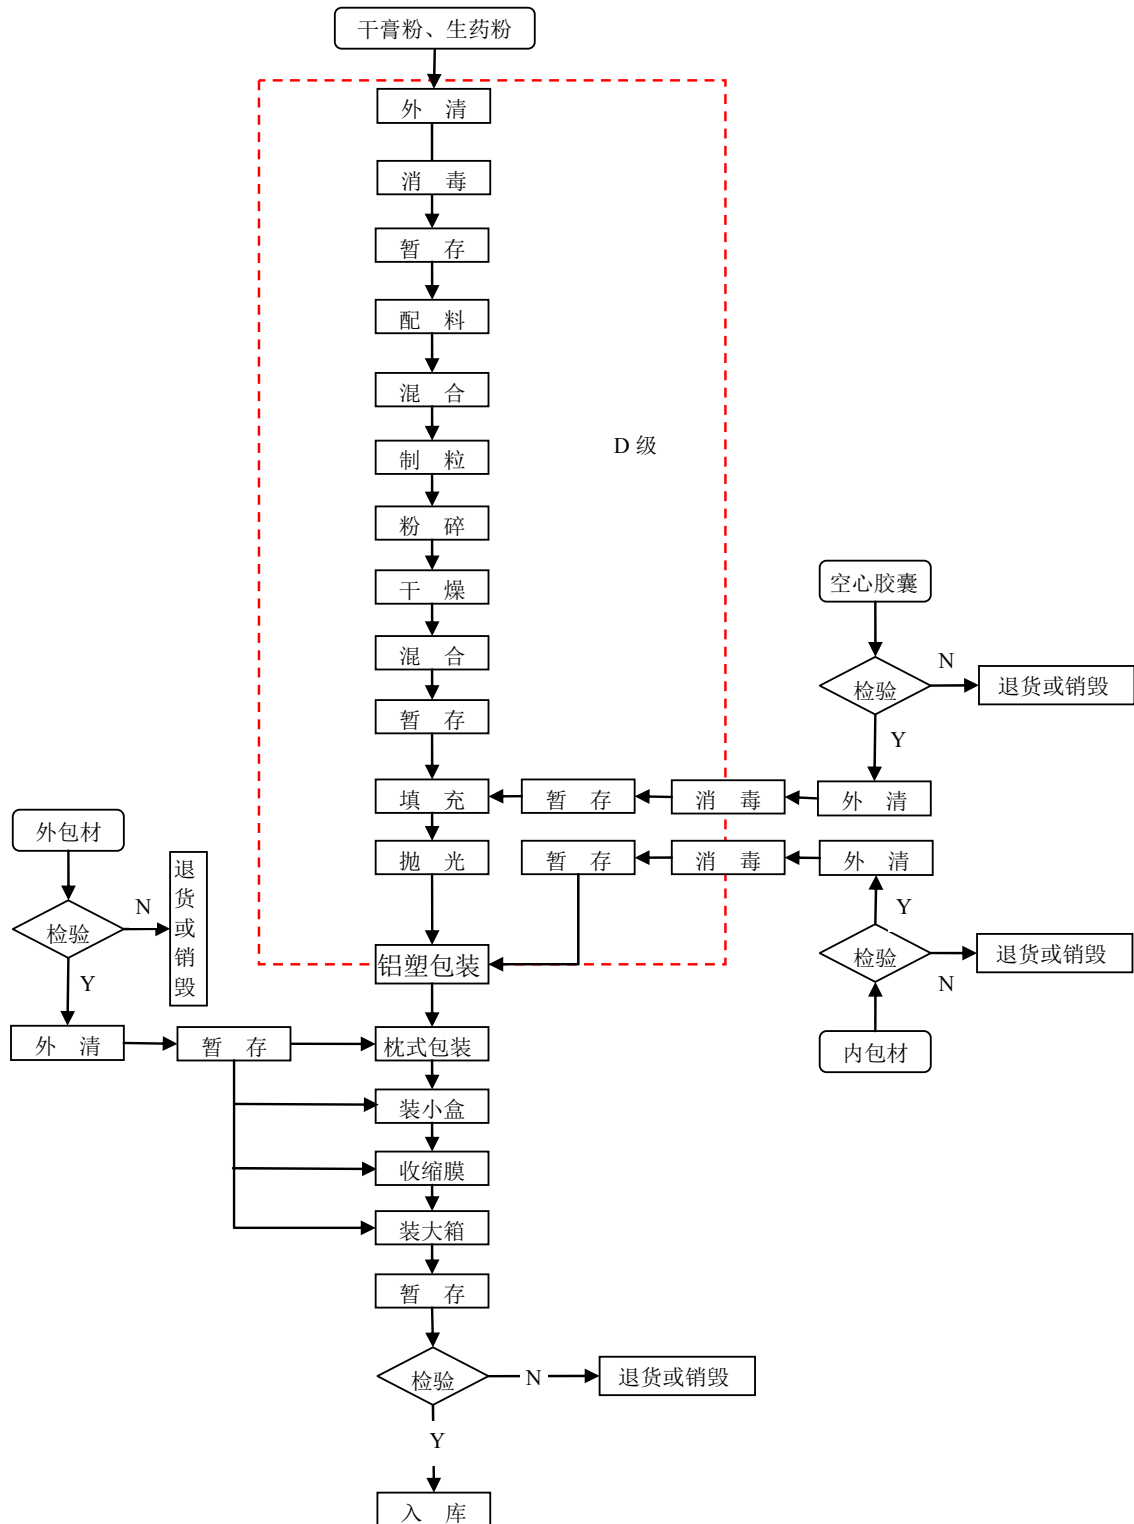 干膏粉、生药粉
外 清
消 毒
暂 存
配 料
混 合
制 粒
D 级
粉 碎
干 燥
空心胶囊
混 合
检验
N
退货或销毁
暂 存
Y
填 充
暂 存
消 毒
外 清
外包材
抛 光
暂 存
消 毒
外 清
退货或销毁
N
检验
Y
铝塑包装
检验
N
退货或销毁
Y
外 清
暂 存
枕式包装
内包材
装小盒
收缩膜
装大箱
暂 存
检验
N
退货或销毁
Y
入 库